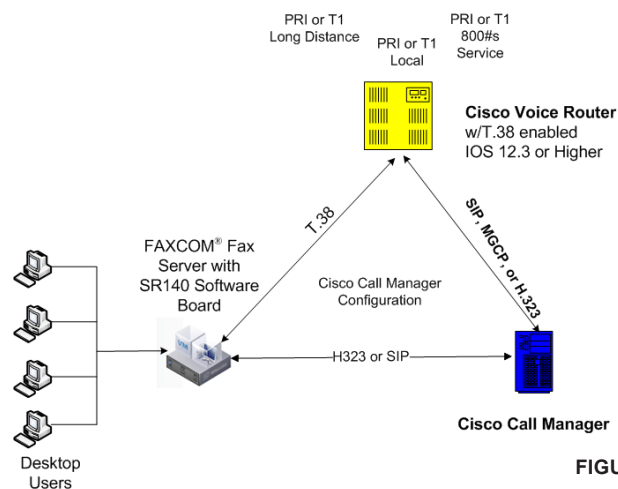 PRI or T1
Long Distance
PRI or T1
Local
PRI or T1
800#s
Service
Cisco Voice Router
w/T.38 enabled
IOS 12.3 or Higher
T.38
SIP, MGCP, or H.323
FAXCOM® Fax
Server with
SR140 Software
Board
Cisco Call Manager
Configuration
VM
H323 or SIP
Cisco Call Manager
Desktop
Users
FIGU